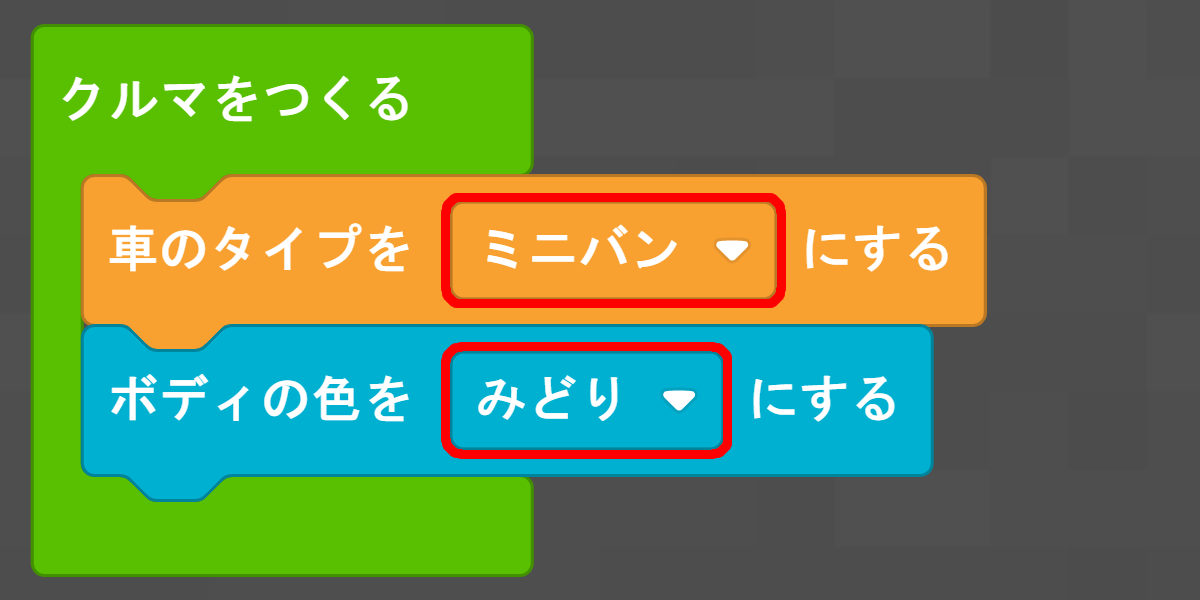 クルマをつくる
車のタイプを ミニバン にする
ボディの色を みどり にする